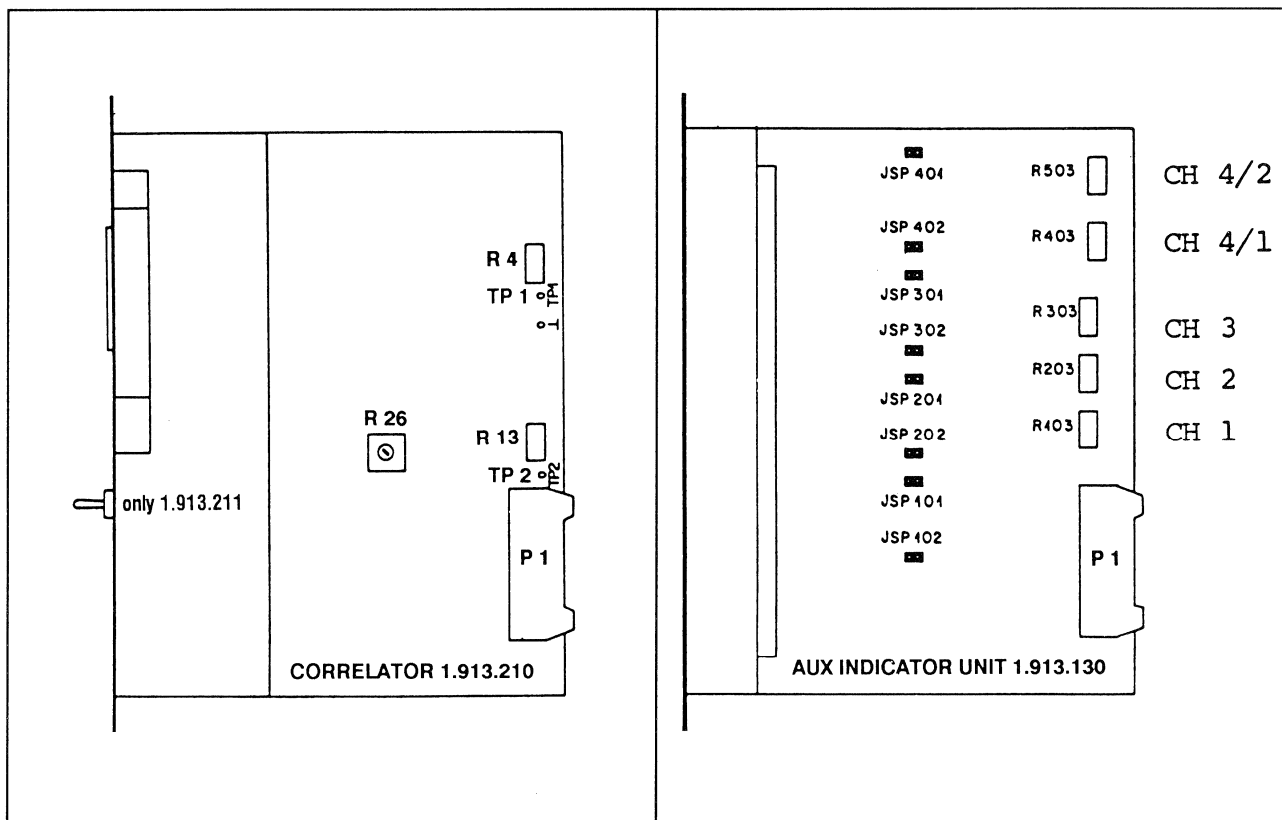 R 4
TP 1
TP1
⊥
R 26
R 13
TP 2
TP2
only 1.913.211
P 1
CORRELATOR 1.913.210
JSP 401
R503
CH 4/2
JSP 402
R403
CH 4/1
JSP 301
R303
CH 3
JSP 302
R203
CH 2
JSP 201
JSP 202
R103
CH 1
JSP 101
JSP 102
P 1
AUX INDICATOR UNIT 1.913.130